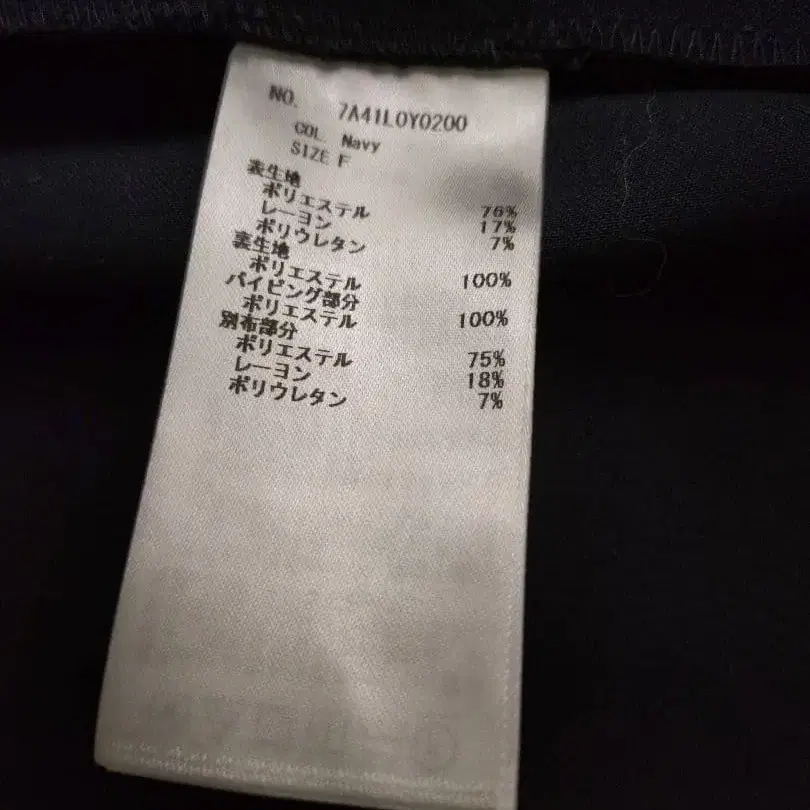 NO. 7A41L0Y0200
COL. Navy
SIZE F
表生地
ポリエステル 76%
レーヨン 17%
ポリウレタン 7%
裏生地
ポリエステル 100%
パイピング部分
ポリエステル 100%
別布部分
ポリエステル 75%
レーヨン 18%
ポリウレタン 7%